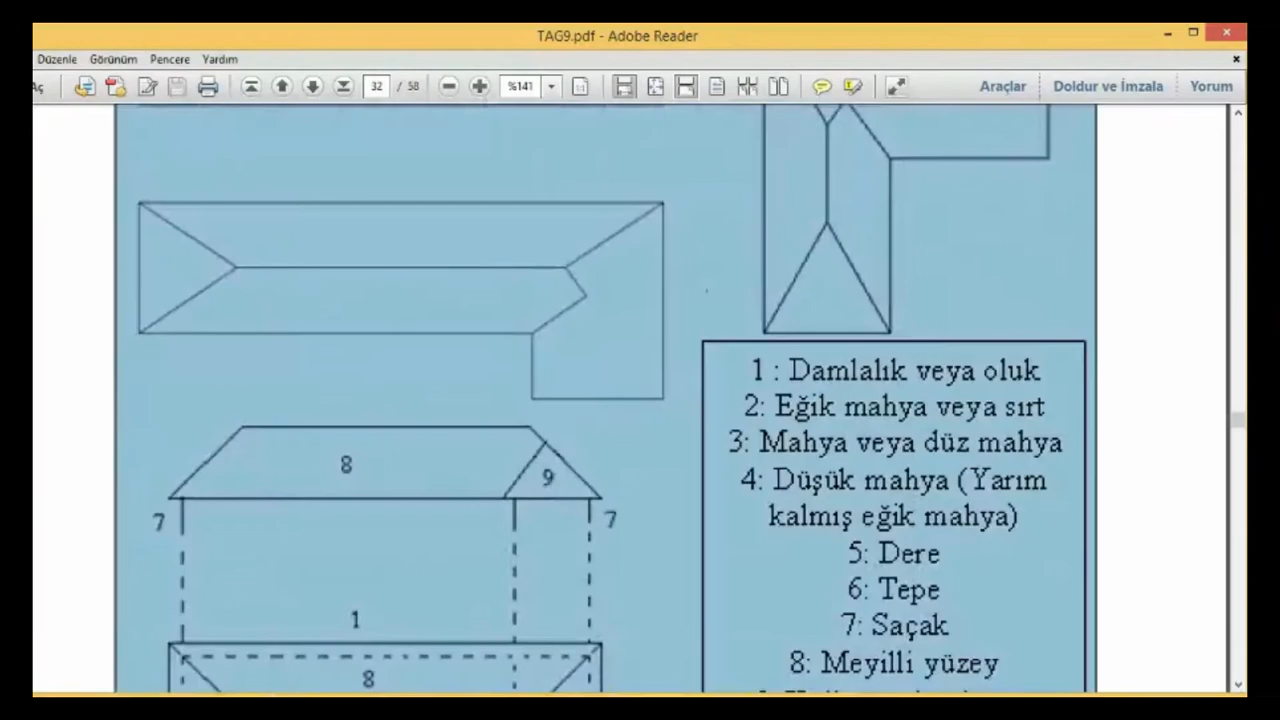 TAG9.pdf - Adobe Reader
Düzenle Görünüm Pencere Yardım
32 / 58 %141 Araçlar Doldur ve İmzala Yorum
1 : Damlalık veya oluk
2: Eğik mahya veya sırt
3: Mahya veya düz mahya
4: Düşük mahya (Yarım
kalmış eğik mahya)
5: Dere
6: Tepe
7: Saçak
8: Meyilli yüzey
8
9
7 7
1
8